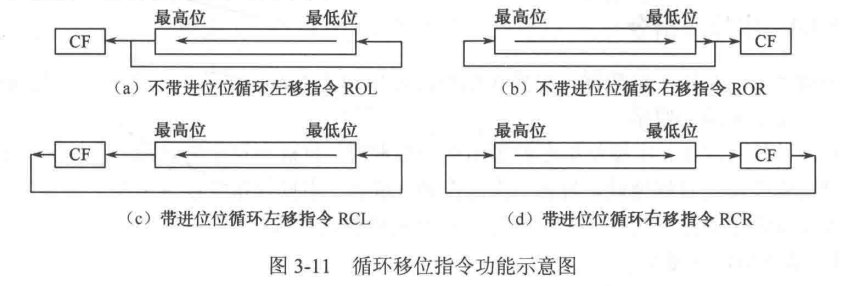 最高位 最低位 最高位 最低位
CF CF
（a）不带进位位循环左移指令 ROL （b）不带进位位循环右移指令 ROR
最高位 最低位 最高位 最低位
CF CF
（c）带进位位循环左移指令 RCL （d）带进位位循环右移指令 RCR
图 3-11 循环移位指令功能示意图